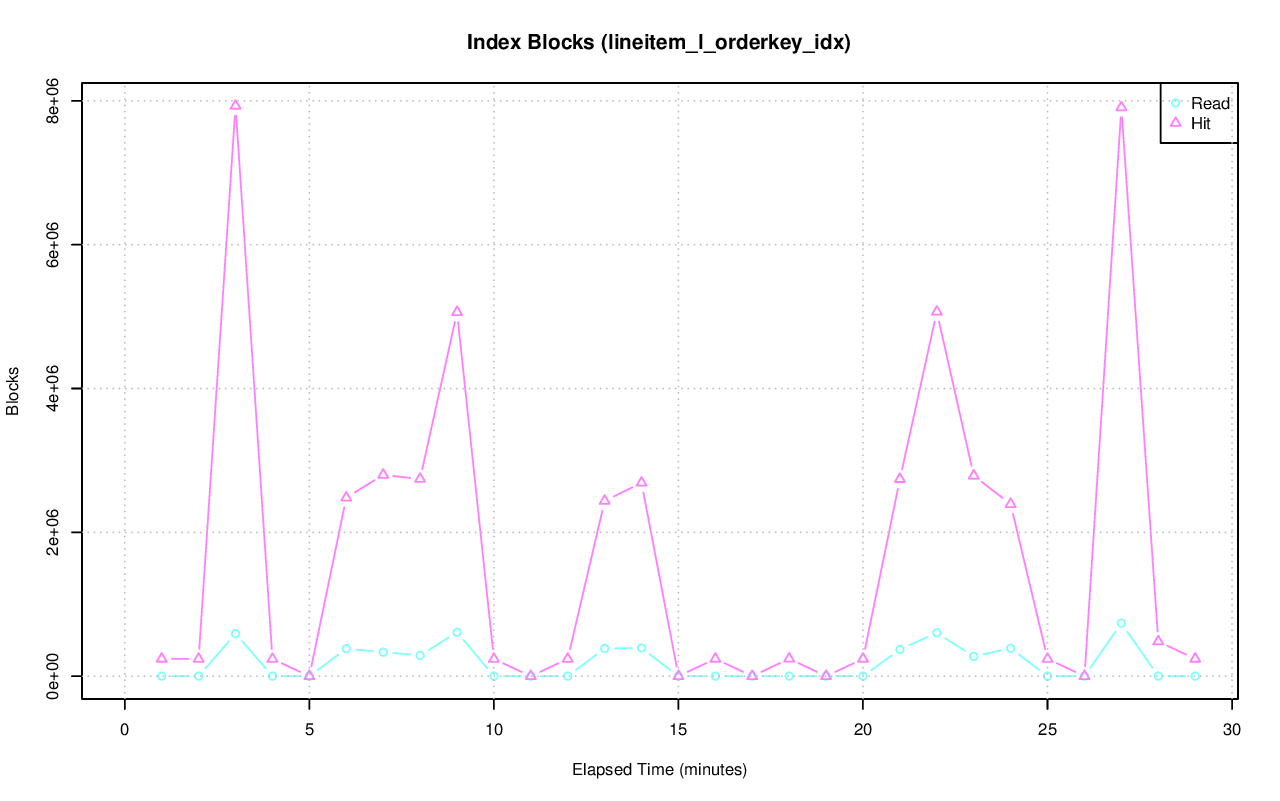 Index Blocks (lineitem_l_orderkey_idx)
Read
Hit
8e+06
6e+06
4e+06
2e+06
0e+00
Blocks
0 5 10 15 20 25 30
Elapsed Time (minutes)